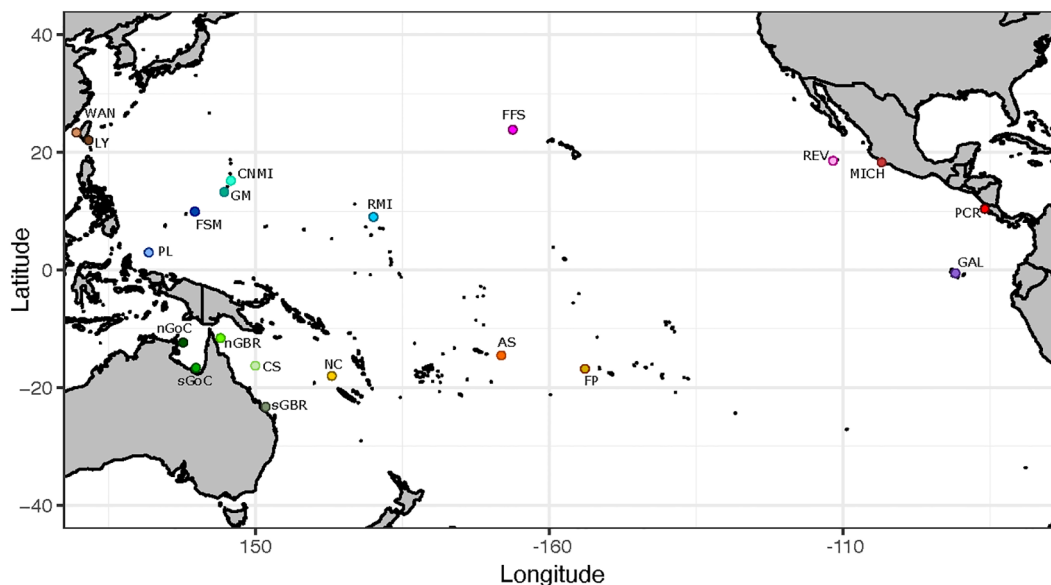 40
WAN
FFS
LY
20
REV
CNMI
MICH
GM
RMI
PCR
FSM
PL
GAL
0
nGoC
nGBR
AS
CS
NC
sGoC
FP
−20
sGBR
−40
150
-160
-110
Latitude
Longitude